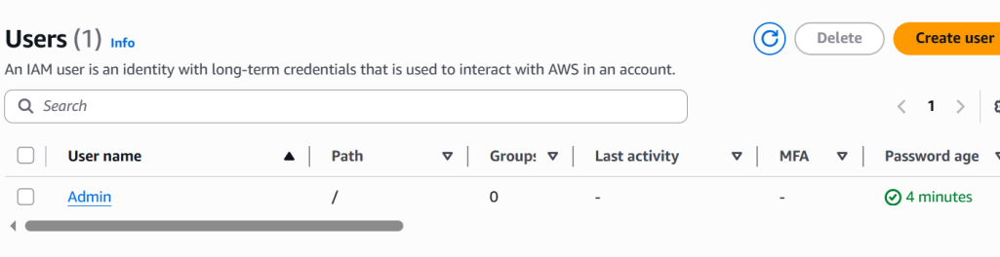 Users (1) Info
Delete
Create user
An IAM user is an identity with long-term credentials that is used to interact with AWS in an account.
Search
1
User name Path Groups Last activity MFA Password age
Admin / 0 - - 4 minutes